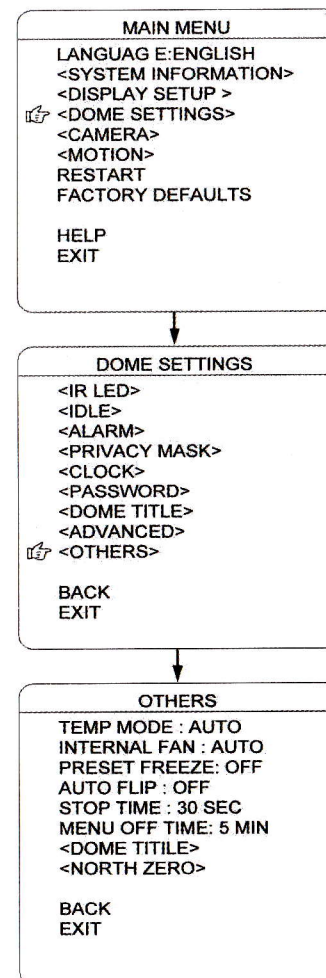 MAIN MENU
LANGUAG E:ENGLISH
<SYSTEM INFORMATION>
<DISPLAY SETUP >
<DOME SETTINGS>
<CAMERA>
<MOTION>
RESTART
FACTORY DEFAULTS
HELP
EXIT
DOME SETTINGS
<IR LED>
<IDLE>
<ALARM>
<PRIVACY MASK>
<CLOCK>
<PASSWORD>
<DOME TITLE>
<ADVANCED>
<OTHERS>
BACK
EXIT
OTHERS
TEMP MODE : AUTO
INTERNAL FAN : AUTO
PRESET FREEZE: OFF
AUTO FLIP : OFF
STOP TIME : 30 SEC
MENU OFF TIME: 5 MIN
<DOME TITILE>
<NORTH ZERO>
BACK
EXIT